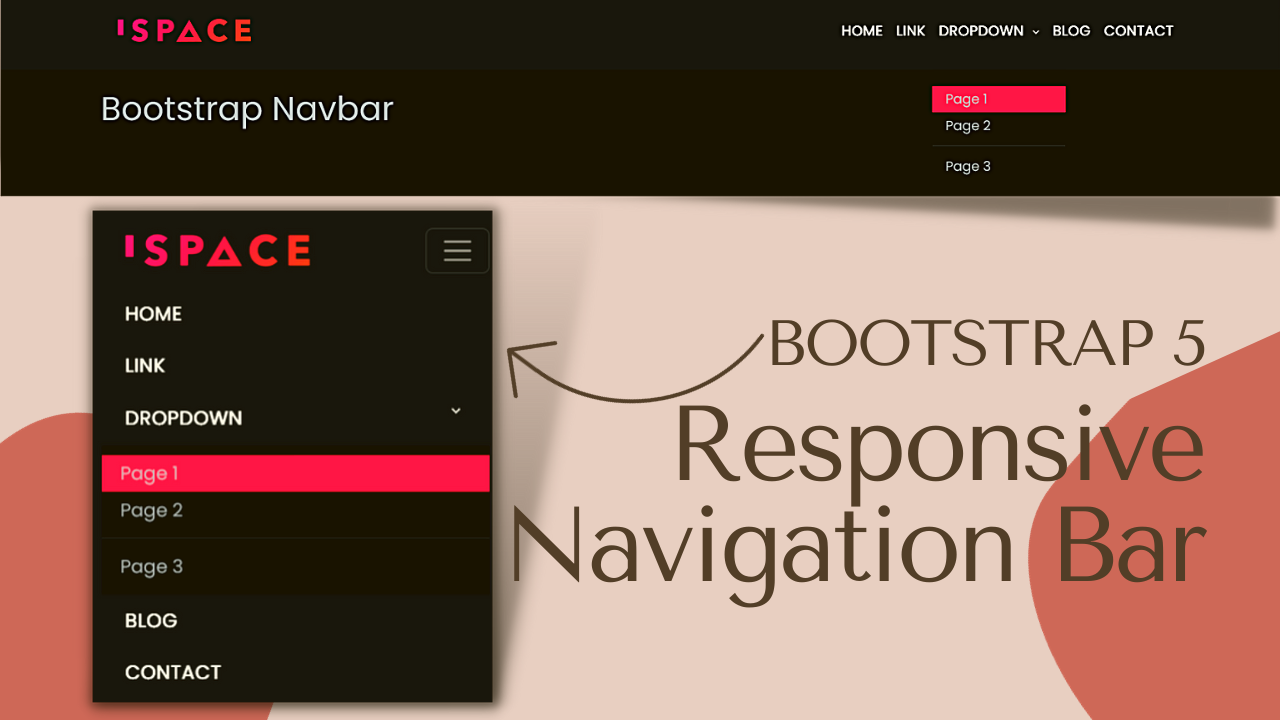 ISPACE
HOME LINK DROPDOWN BLOG CONTACT
Bootstrap Navbar
Page 1
Page 2
Page 3
ISPACE
HOME
LINK
DROPDOWN
Page 1
Page 2
Page 3
BLOG
CONTACT
BOOTSTRAP 5
Responsive
Navigation Bar